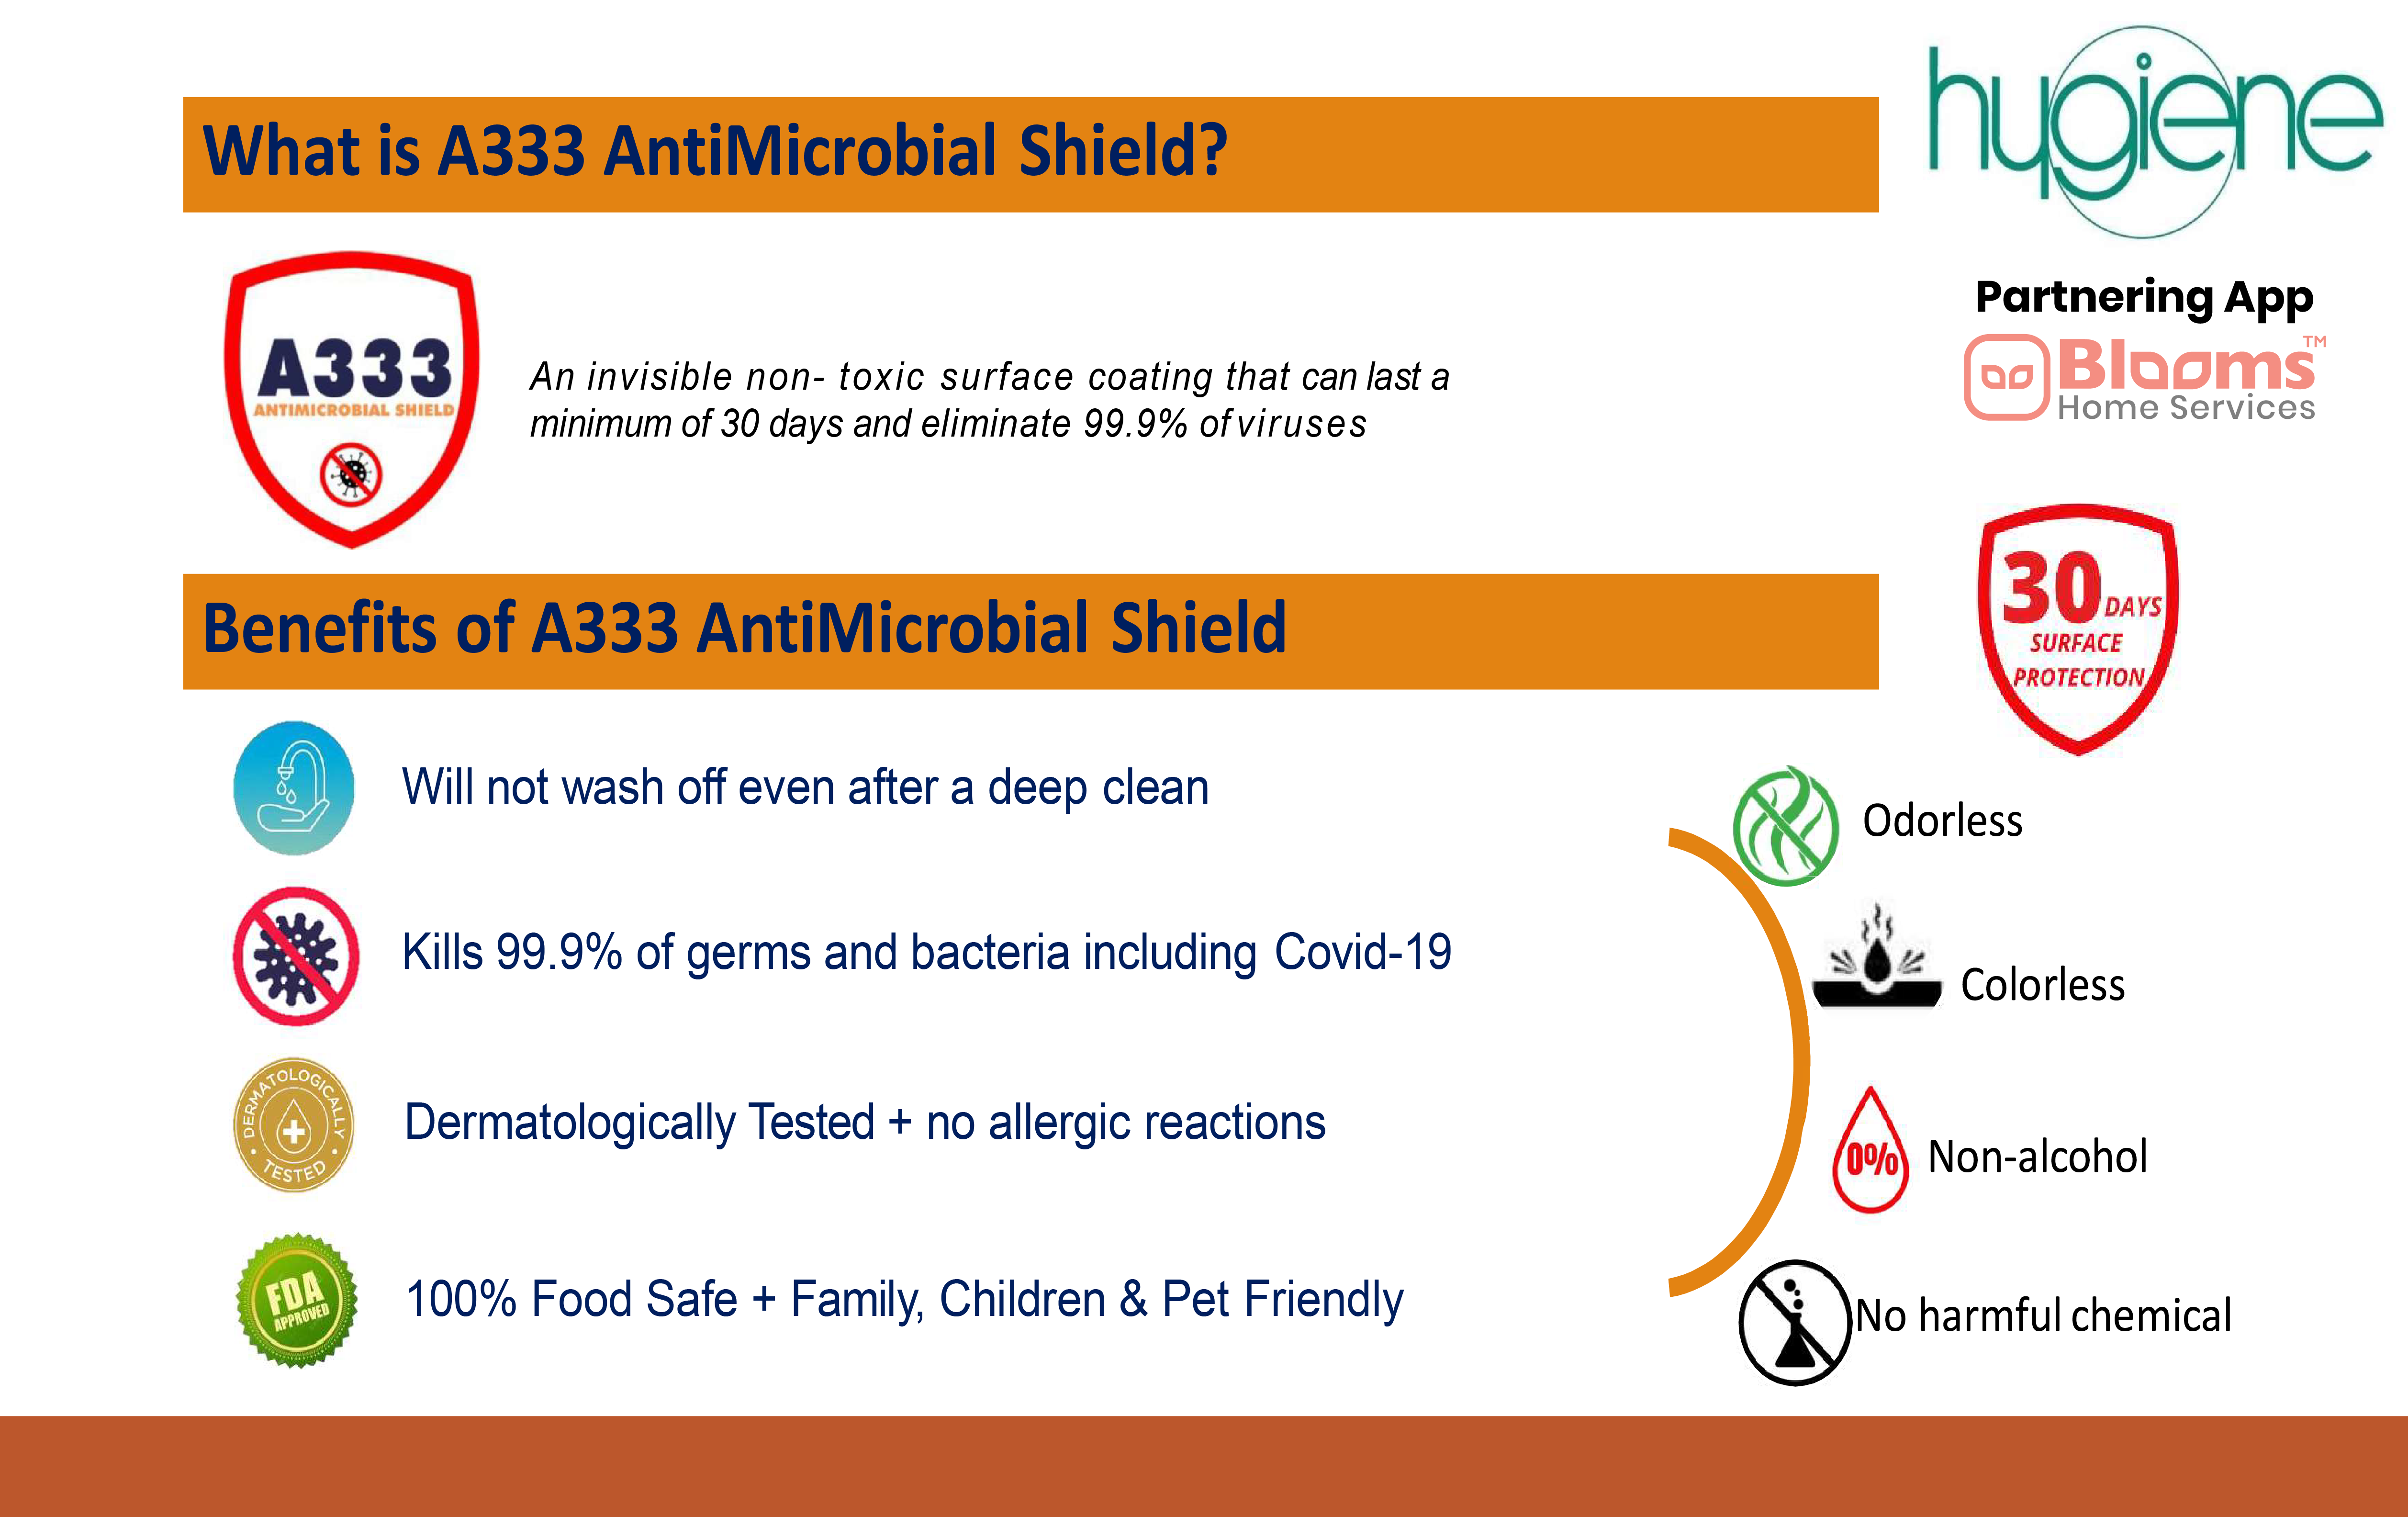 hygiene
What is A333 AntiMicrobial Shield?
Partnering App
Blooms™
Home Services
A333
ANTIMICROBIAL SHIELD
An invisible non- toxic surface coating that can last a
minimum of 30 days and eliminate 99.9% of viruses
30 DAYS
SURFACE
PROTECTION
Benefits of A333 AntiMicrobial Shield
Will not wash off even after a deep clean
Kills 99.9% of germs and bacteria including Covid-19
DERMATOLOGICALLY
TESTED
Dermatologically Tested + no allergic reactions
FDA
APPROVED
100% Food Safe + Family, Children & Pet Friendly
Odorless
Colorless
0%
Non-alcohol
No harmful chemical